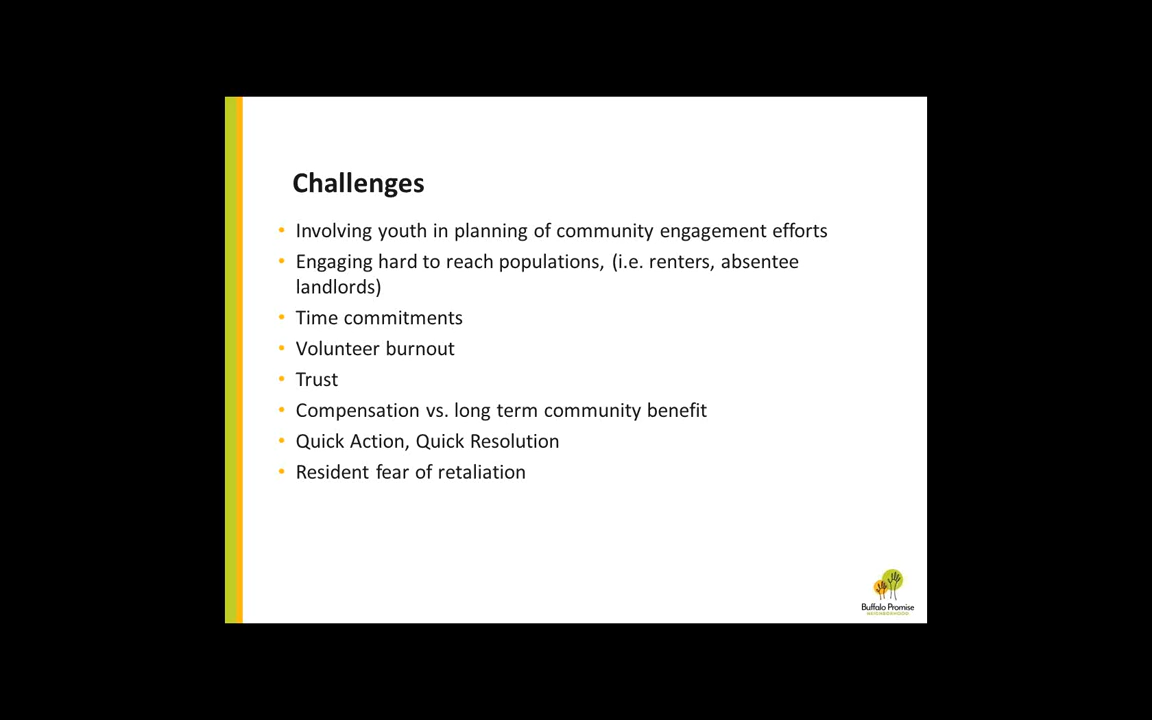 Challenges
• Involving youth in planning of community engagement efforts
• Engaging hard to reach populations, (i.e. renters, absentee
landlords)
• Time commitments
• Volunteer burnout
• Trust
• Compensation vs. long term community benefit
• Quick Action, Quick Resolution
• Resident fear of retaliation
Buffalo Promise
NEIGHBORHOOD